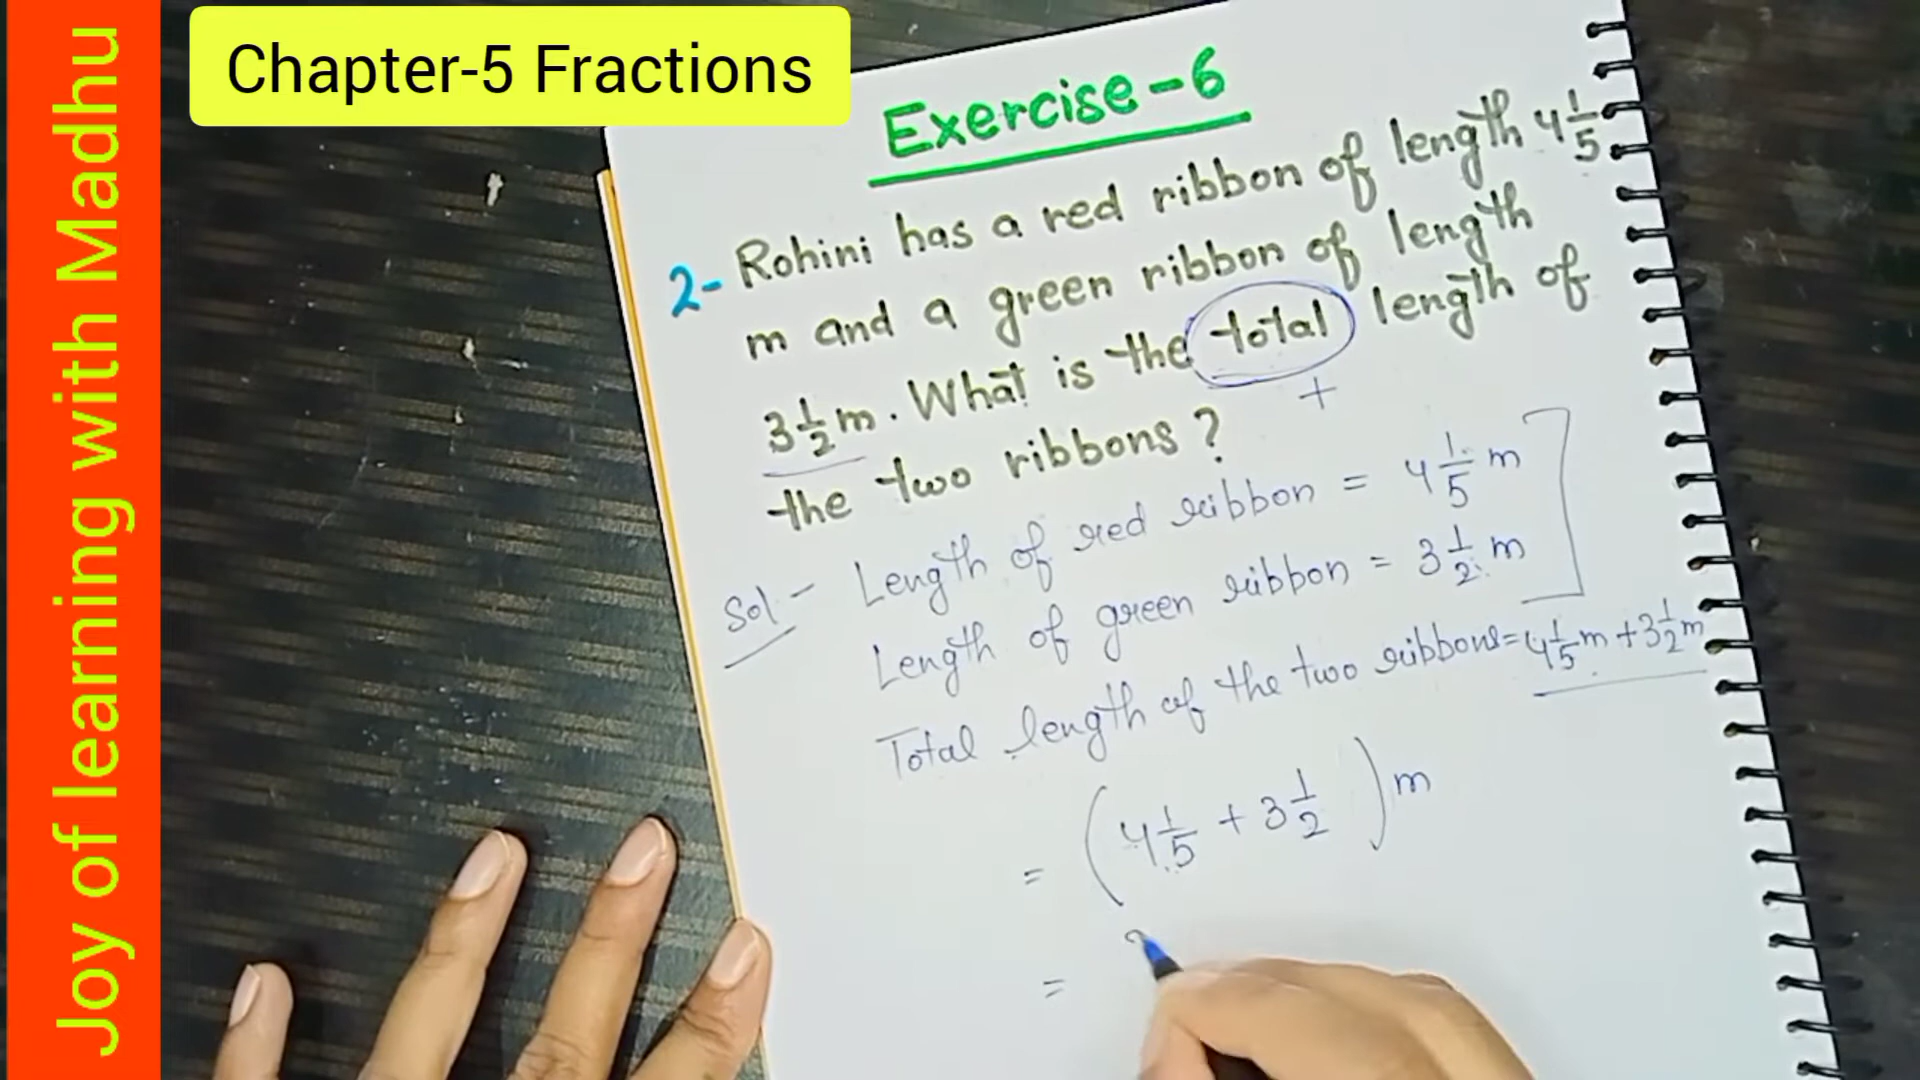 Joy of learning with Madhu
Chapter-5 Fractions
Exercise-6
2- Rohini has a red ribbon of length 4 1/5
m and a green ribbon of length
3 1/2 m. What is the total length of
+
the two ribbons?
Sol- Length of red ribbon = 4 1/5 m
Length of green ribbon = 3 1/2 m
Total length of the two ribbons = 4 1/5 m + 3 1/2 m
= (4 1/5 + 3 1/2) m
=